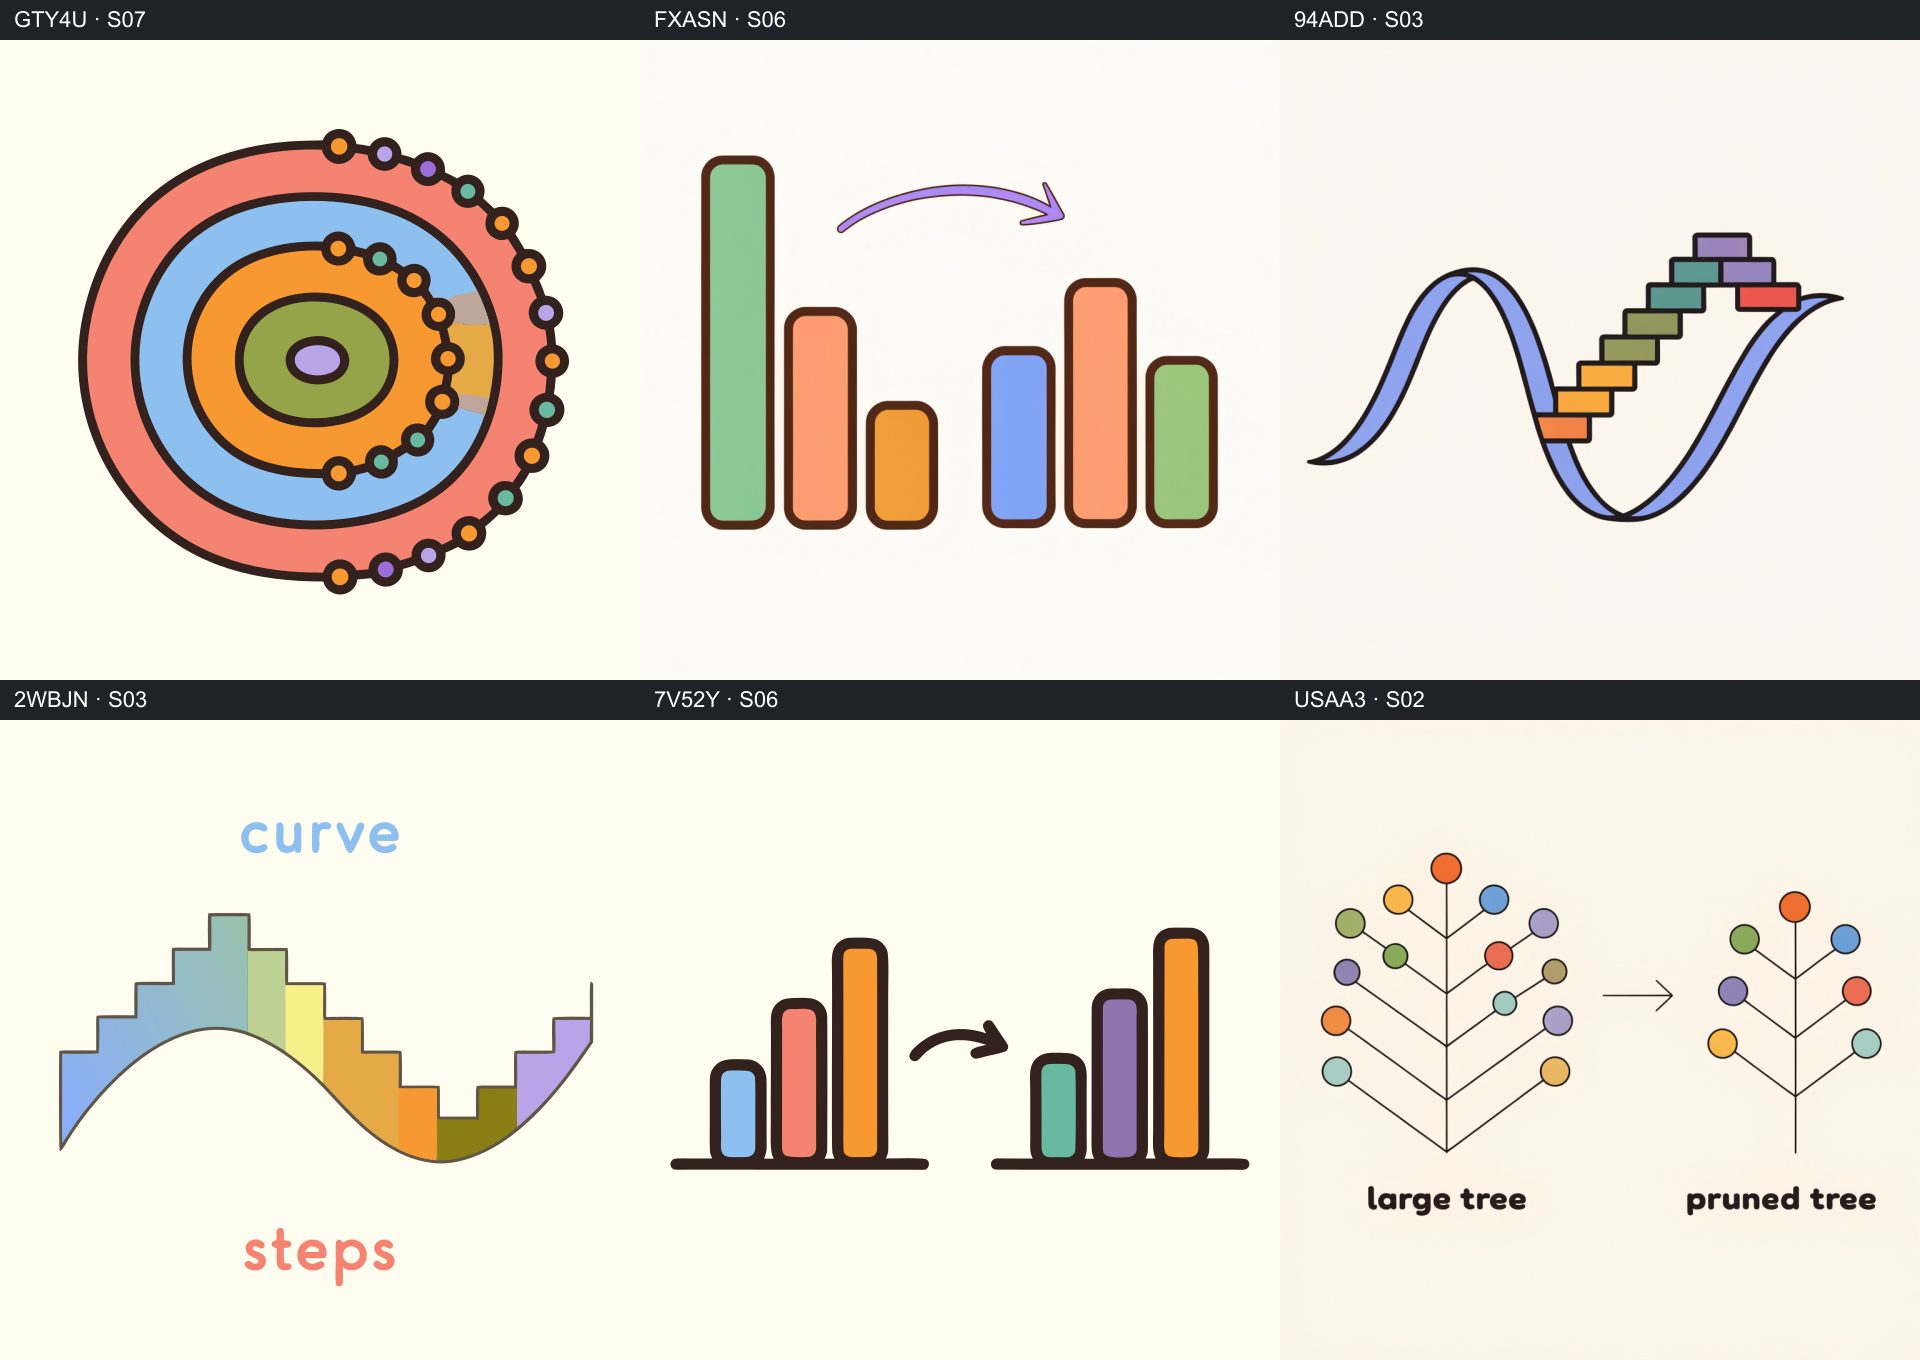 GTY4U · S07
FXASN · S06
94ADD · S03
2WBJN · S03
curve
steps
7V52Y · S06
USAA3 · S02
large tree
pruned tree